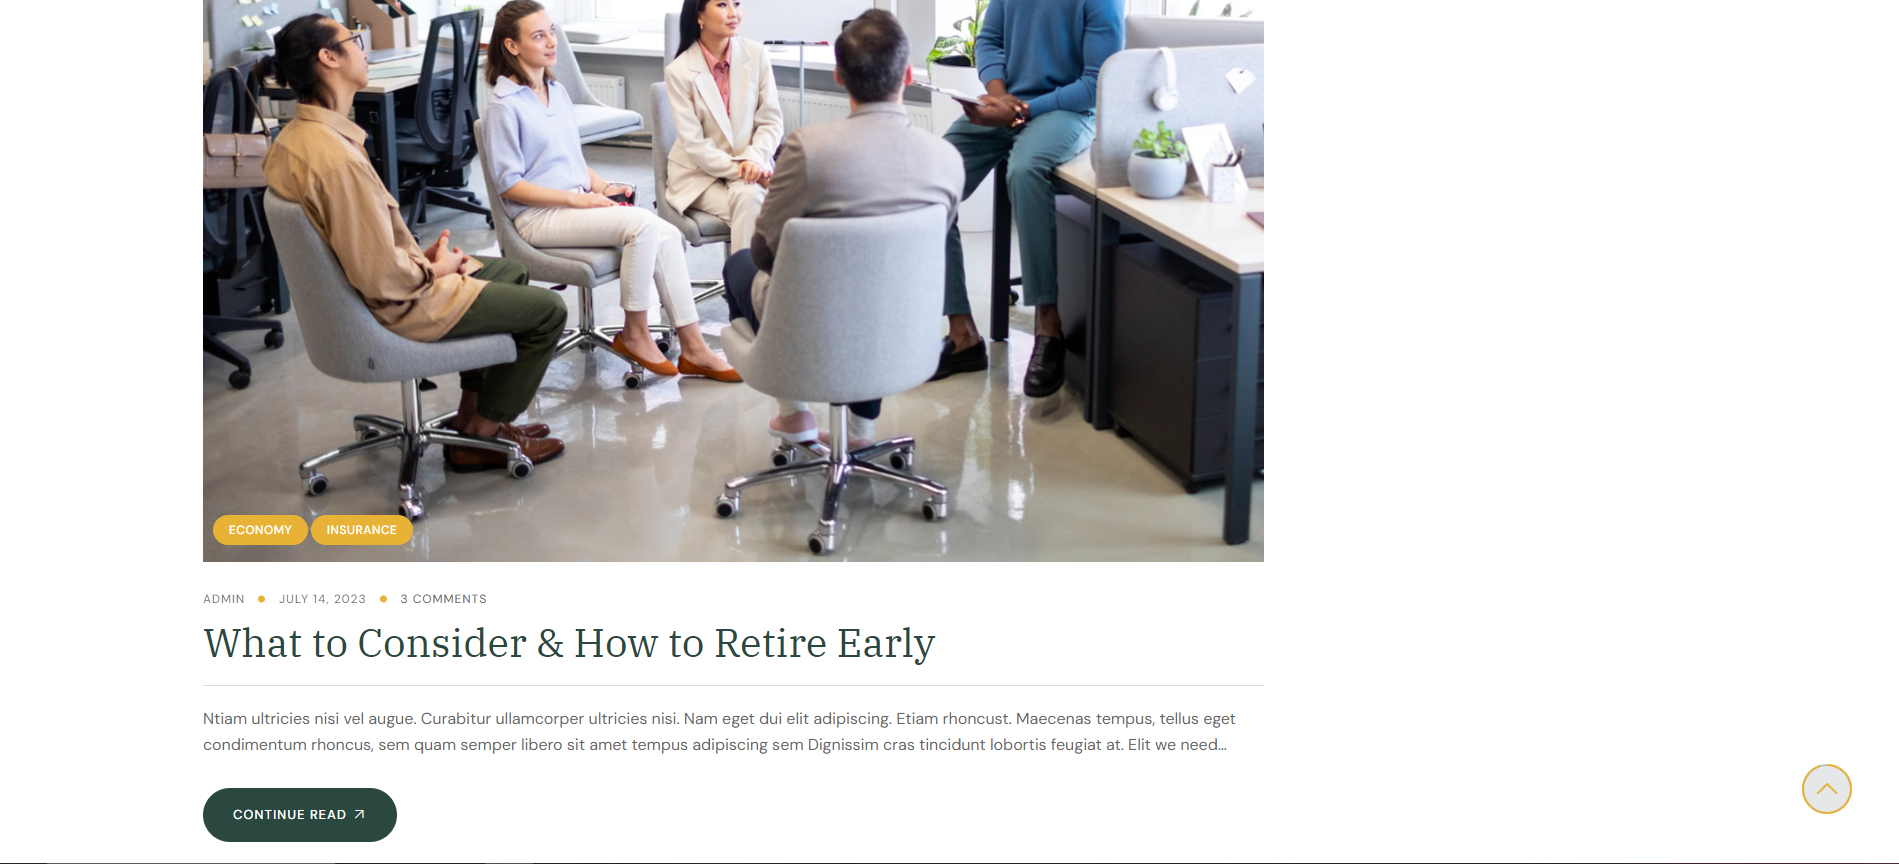 ECONOMY INSURANCE
ADMIN JULY 14, 2023 3 COMMENTS
What to Consider & How to Retire Early
Ntiam ultricies nisi vel augue. Curabitur ullamcorper ultricies nisi. Nam eget dui elit adipiscing. Etiam rhoncust. Maecenas tempus, tellus eget
condimentum rhoncus, sem quam semper libero sit amet tempus adipiscing sem Dignissim cras tincidunt lobortis feugiat at. Elit we need...
CONTINUE READ